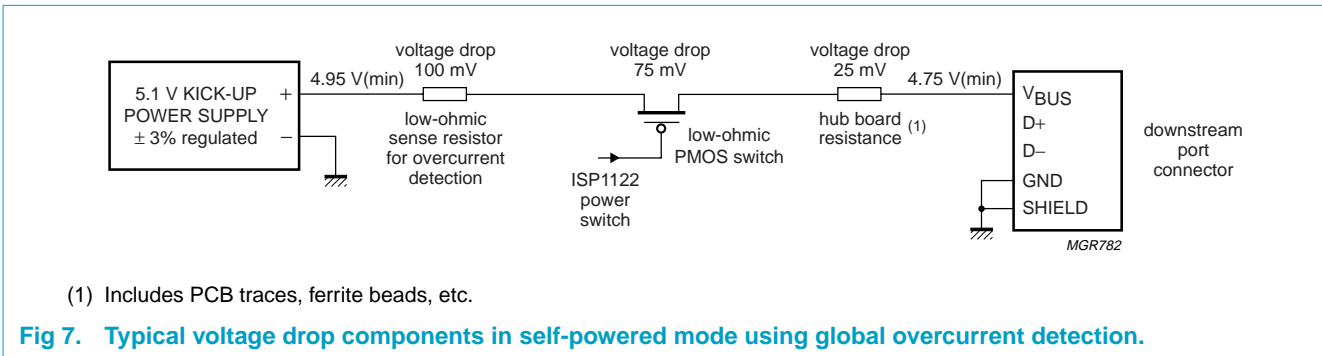 voltage drop
100 mV
voltage drop
75 mV
voltage drop
25 mV
4.95 V(min)
4.75 V(min)
5.1 V KICK-UP
POWER SUPPLY
± 3% regulated
+
−
low-ohmic
sense resistor
for overcurrent
detection
ISP1122
power
switch
low-ohmic
PMOS switch
hub board
resistance (1)
VBUS
D+
D−
GND
SHIELD
downstream
port
connector
MGR782
(1) Includes PCB traces, ferrite beads, etc.
Fig 7. Typical voltage drop components in self-powered mode using global overcurrent detection.